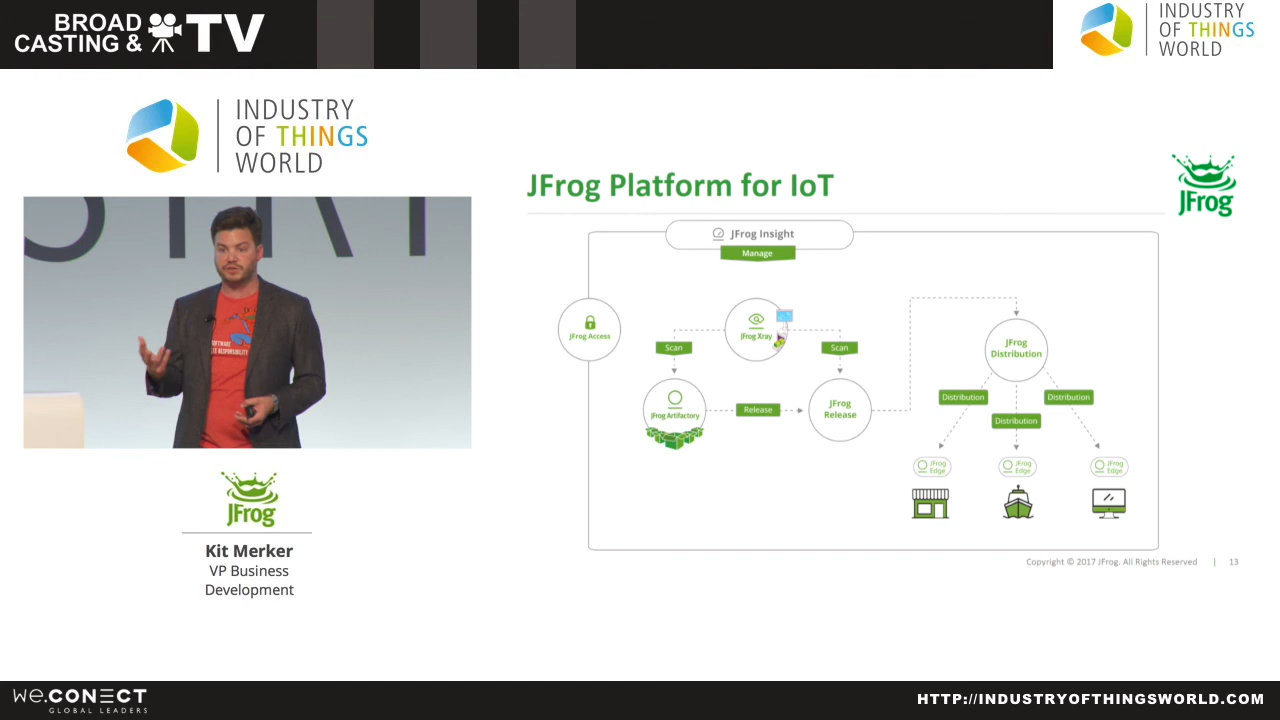 BROAD
CASTING & TV
INDUSTRY
OF THINGS
WORLD
INDUSTRY
OF THINGS
WORLD
JFrog Platform for IoT
JFrog
JFrog Insight
Manage
JFrog Access
JFrog Xray
Scan
Scan
JFrog Artifactory
Release
JFrog
Release
JFrog
Distribution
Distribution
Distribution
Distribution
JFrog
Edge
JFrog
Edge
JFrog
Edge
SOFTWARE
RESPONSIBILITY
Copyright © 2017 JFrog. All Rights Reserved | 13
JFrog
Kit Merker
VP Business
Development
we.CONECT
GLOBAL LEADERS
HTTP://INDUSTRYOFTHINGSWORLD.COM